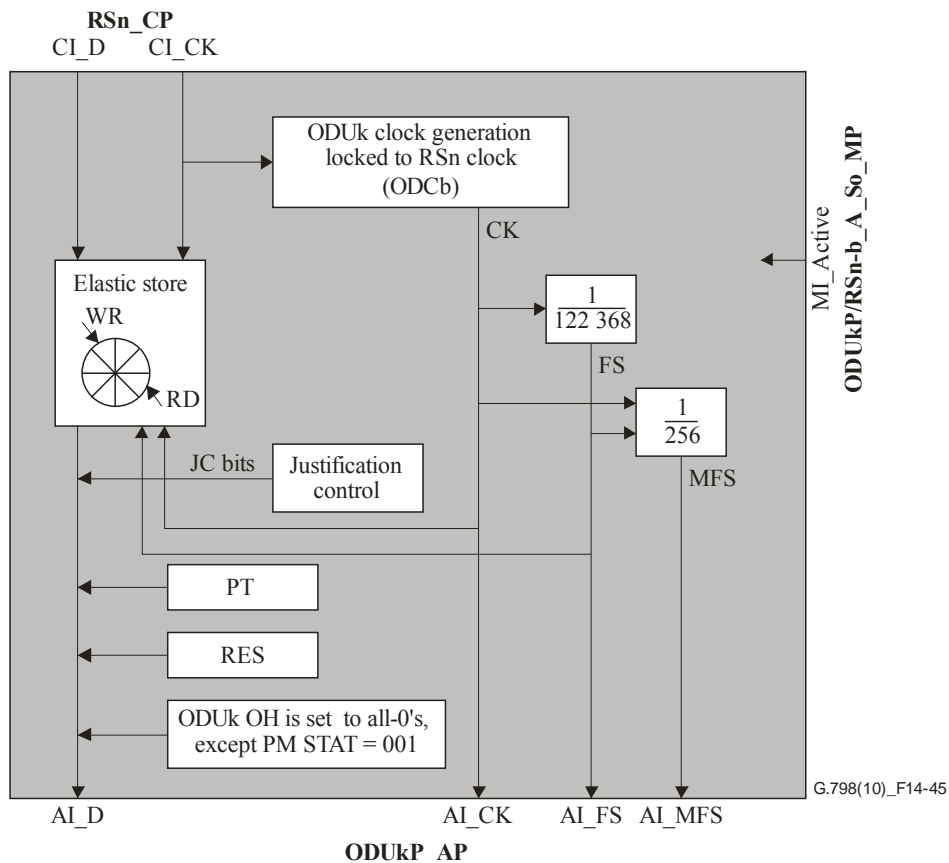 RSn_CP
CI_D CI_CK
ODUk clock generation
locked to RSn clock
(ODCb)
CK
MI_Active
ODUkP/RSn-b_A_So_MP
Elastic store
WR
RD
1
122 368
FS
1
256
MFS
JC bits
Justification
control
PT
RES
ODUk OH is set to all-0's,
except PM STAT = 001
G.798(10)_F14-45
AI_D AI_CK AI_FS AI_MFS
ODUkP_AP